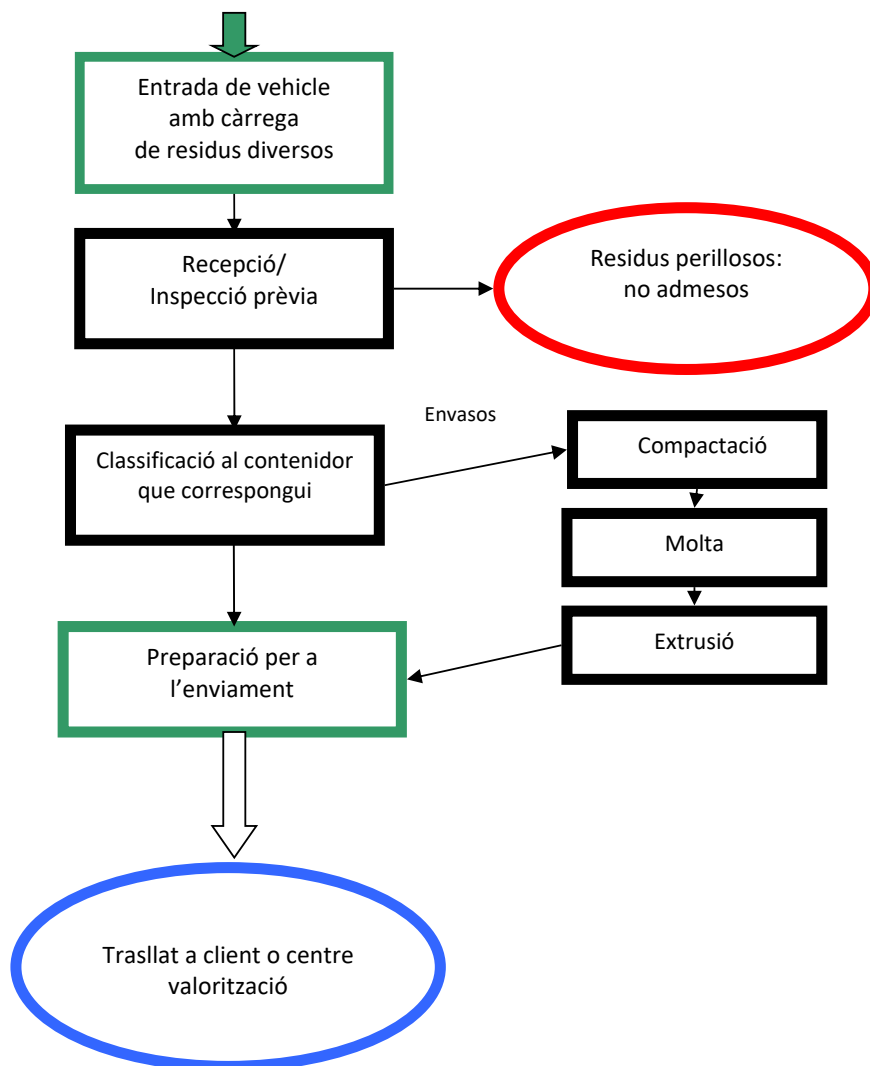 Entrada de vehicle
amb càrrega
de residus diversos
Recepció/
Inspecció prèvia
Residus perillosos:
no admesos
Envasos
Classificació al contenidor
que correspongui
Compactació
Molta
Extrusió
Preparació per a
l’enviament
Trasllat a client o centre
valorització